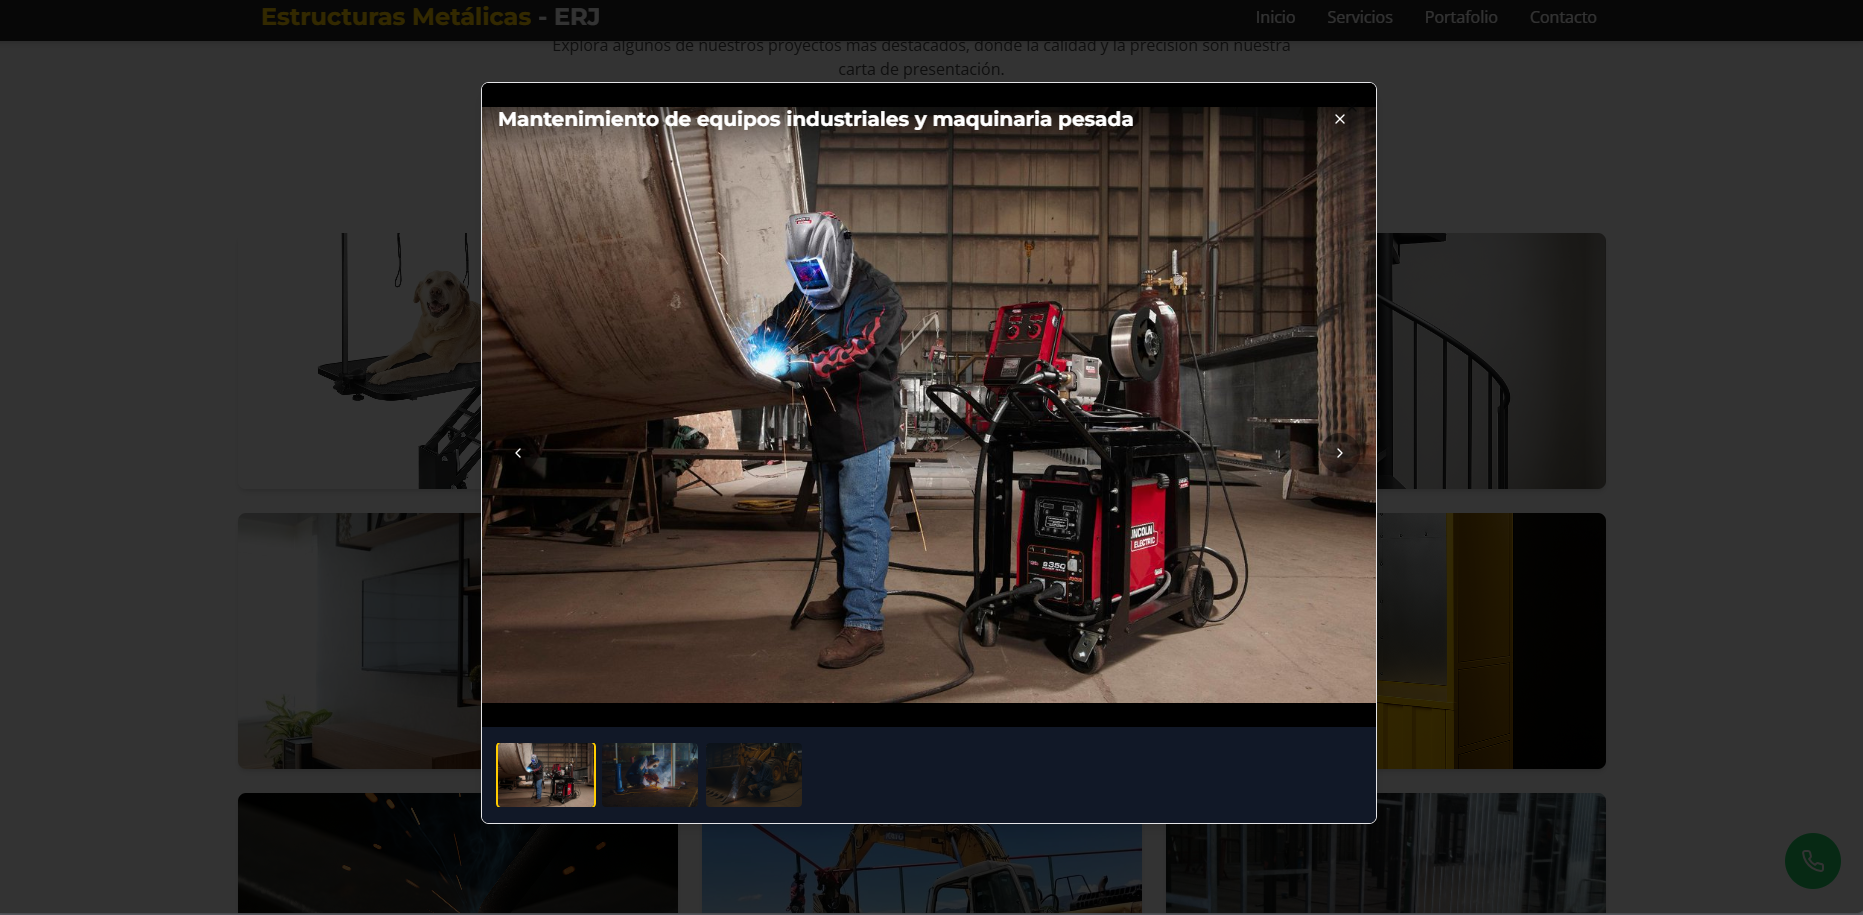 Estructuras Metálicas - ERJ
Inicio
Servicios
Portafolio
Contacto
Explora algunos de nuestros proyectos más destacados, donde la calidad y la precisión son nuestra
carta de presentación.
Mantenimiento de equipos industriales y maquinaria pesada
LINCOLN
ELECTRIC